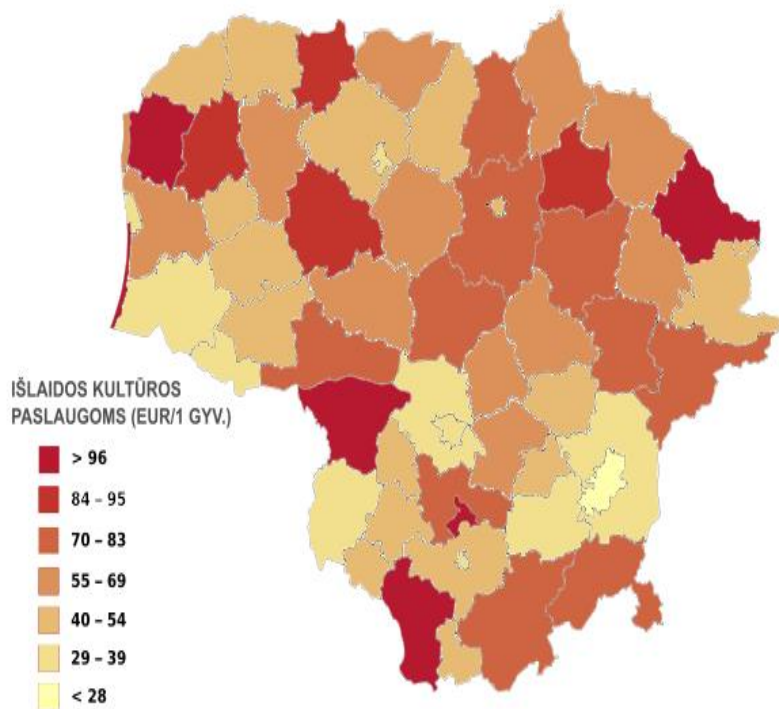 IŠLAIDOS KULTŪROS
PASLAUGOMS (EUR/1 GYV.)
> 96
84 – 95
70 – 83
55 – 69
40 – 54
29 – 39
< 28